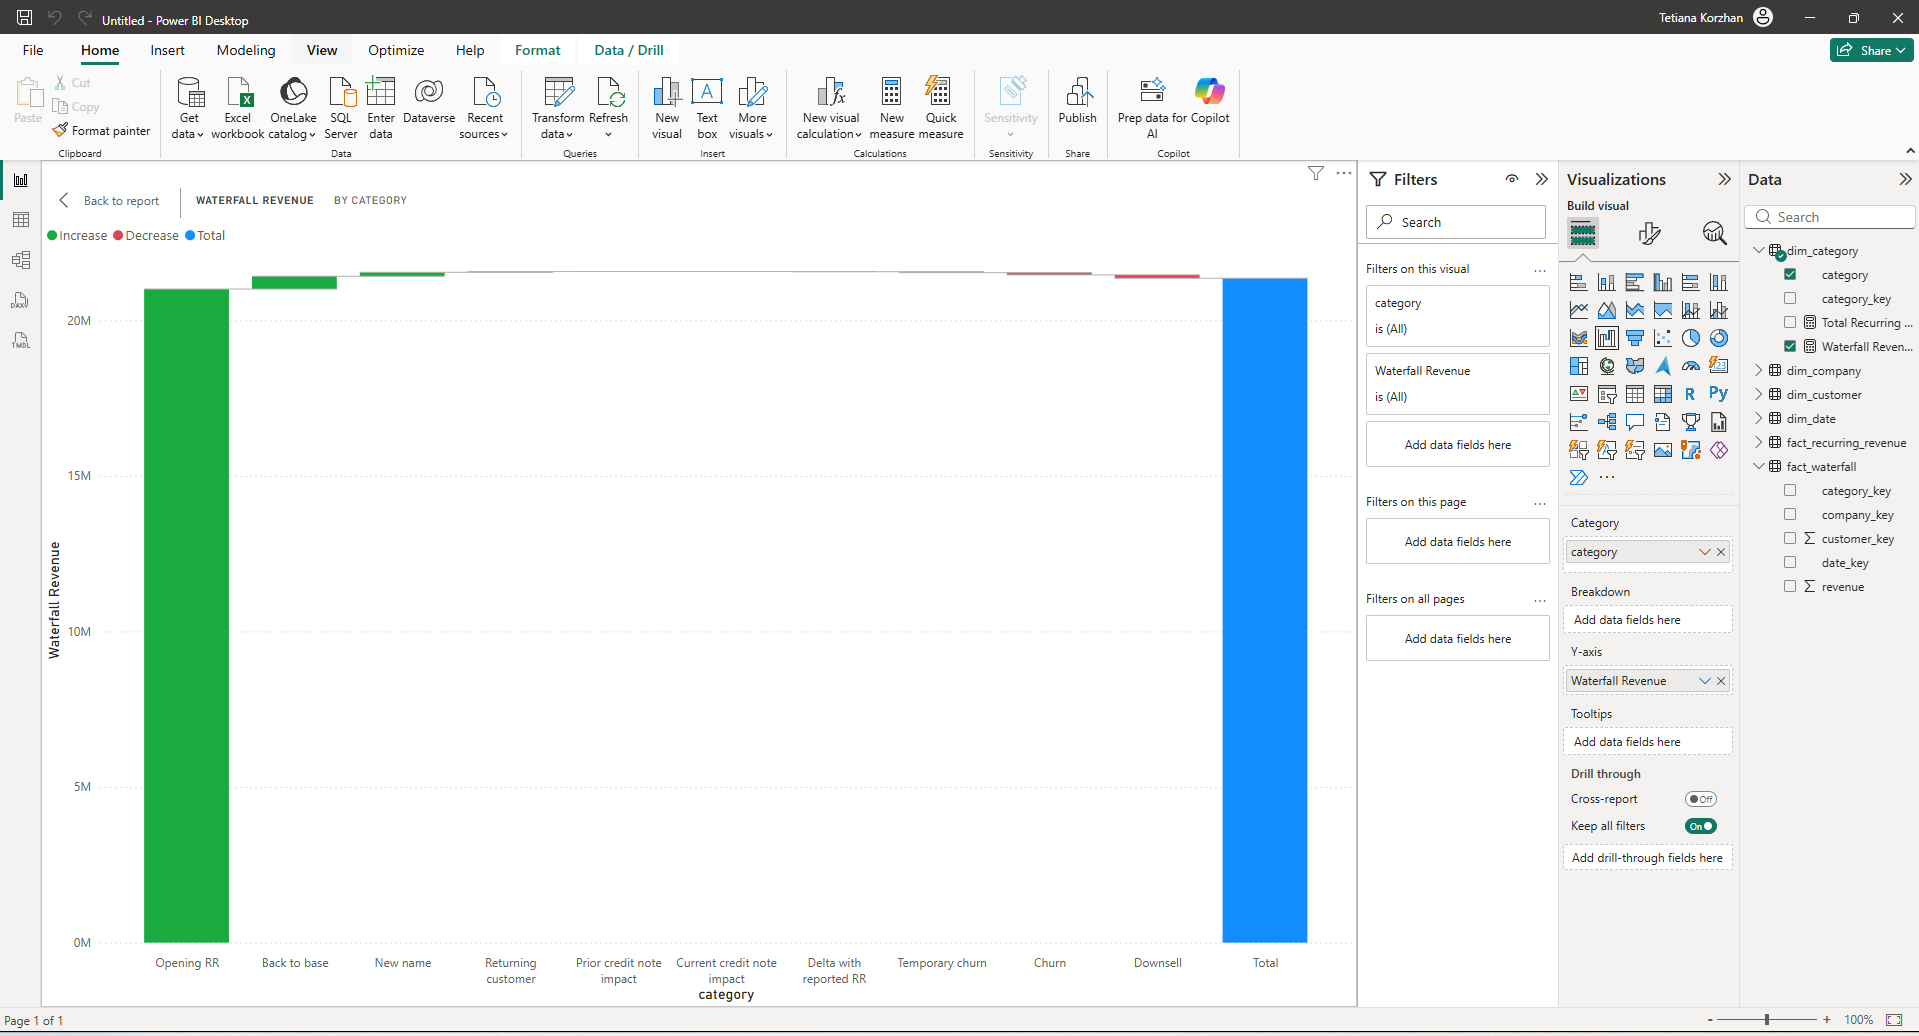 Untitled - Power BI Desktop
Tetiana Korzhan
File
Home
Insert
Modeling
View
Optimize
Help
Format
Data / Drill
Share
Paste
Cut
Copy
Format painter
Clipboard
Get data
Excel workbook
OneLake catalog
SQL Server
Enter data
Dataverse
Recent sources
Data
Transform data
Refresh
Queries
New visual
Text box
More visuals
Insert
New visual calculation
New measure
Quick measure
Calculations
Sensitivity
Sensitivity
Publish
Share
Prep data for AI
Copilot
Copilot
DAX
TMDL
Back to report
WATERFALL REVENUE
BY CATEGORY
Increase
Decrease
Total
Waterfall Revenue
20M
15M
10M
5M
0M
Opening RR
Back to base
New name
Returning customer
Prior credit note impact
Current credit note impact
Delta with reported RR
Temporary churn
Churn
Downsell
Total
category
Filters
Search
Filters on this visual
category
is (All)
Waterfall Revenue
is (All)
Add data fields here
Filters on this page
Add data fields here
Filters on all pages
Add data fields here
Visualizations
Build visual
123
R
Py
Category
category
Breakdown
Add data fields here
Y-axis
Waterfall Revenue
Tooltips
Add data fields here
Drill through
Cross-report
Off
Keep all filters
On
Add drill-through fields here
Data
Search
dim_category
category
category_key
Total Recurring ...
Waterfall Reven...
dim_company
dim_customer
dim_date
fact_recurring_revenue
fact_waterfall
category_key
company_key
customer_key
date_key
revenue
Page 1 of 1
- + 100%